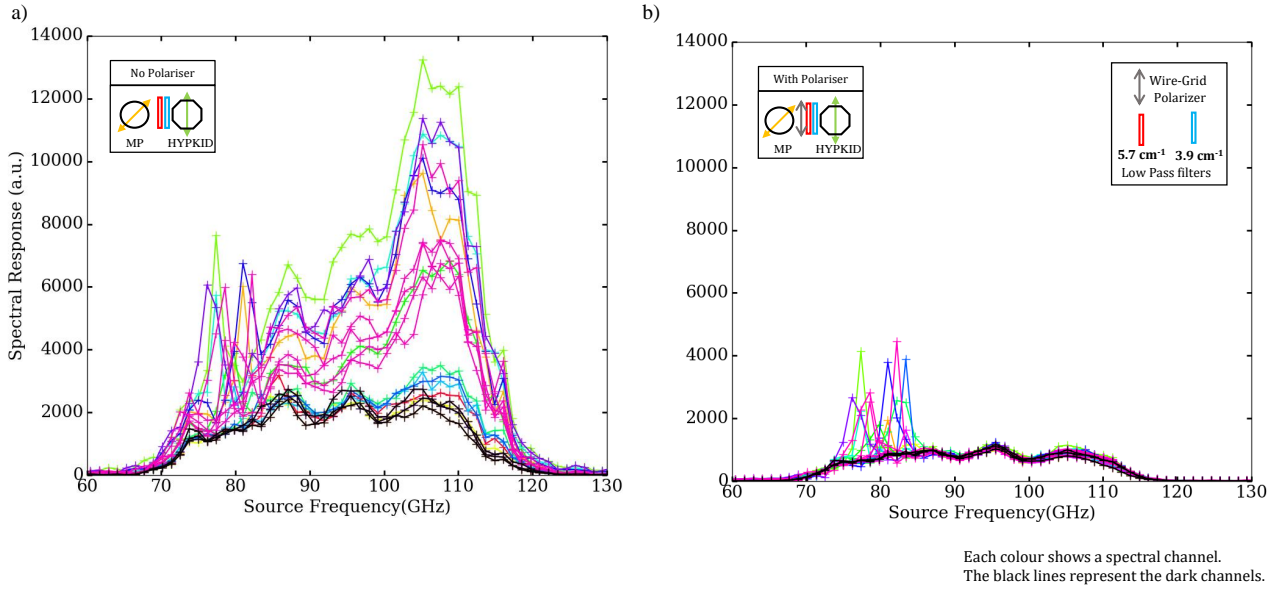 a)
14000
12000
10000
8000
6000
4000
2000
0
Spectral Response (a.u.)
No Polariser
MP
HYPKID
60 70 80 90 100 110 120 130
Source Frequency(GHz)
b)
14000
12000
10000
8000
6000
4000
2000
0
With Polariser
MP
HYPKID
Wire-Grid
Polarizer
5.7 cm⁻¹ 3.9 cm⁻¹
Low Pass filters
60 70 80 90 100 110 120 130
Source Frequency(GHz)
Each colour shows a spectral channel.
The black lines represent the dark channels.